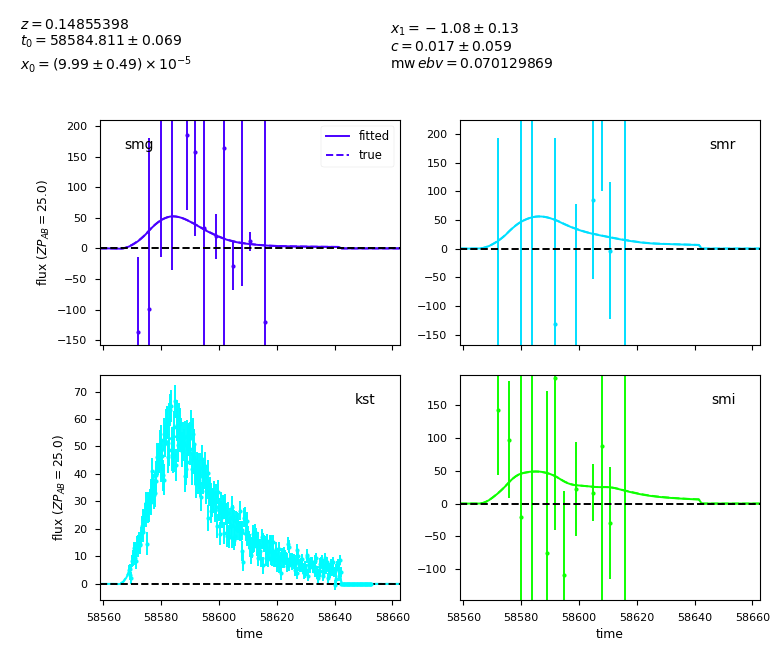 z = 0.14855398
t₀ = 58584.811 ± 0.069
x₀ = (9.99 ± 0.49) × 10⁻⁵
x₁ = −1.08 ± 0.13
c = 0.017 ± 0.059
mw ebv = 0.070129869
smg
fitted
true
200
150
100
50
0
−50
−100
−150
flux (ZP_AB = 25.0)
smr
200
150
100
50
0
−50
−100
−150
kst
70
60
50
40
30
20
10
0
flux (ZP_AB = 25.0)
58560 58580 58600 58620 58640 58660
time
smi
150
100
50
0
−50
−100
58560 58580 58600 58620 58640 58660
time